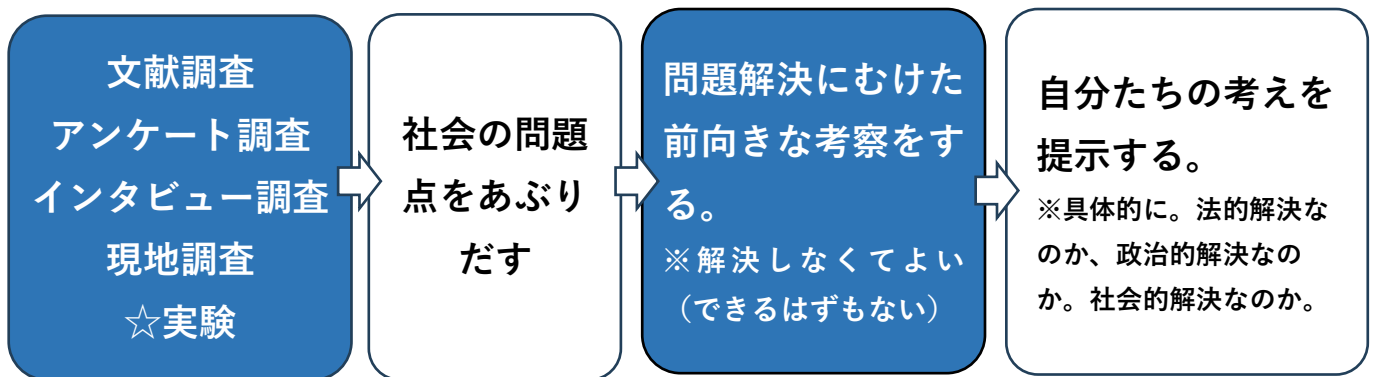 文献調査
アンケート調査
インタビュー調査
現地調査
☆実験
社会の問題
点をあぶり
だす
問題解決にむけた
前向きな考察をす
る。
※解決しなくてよい
（できるはずもない）
自分たちの考えを
提示する。
※具体的に。法的解決な
のか、政治的解決なの
か。社会的解決なのか。